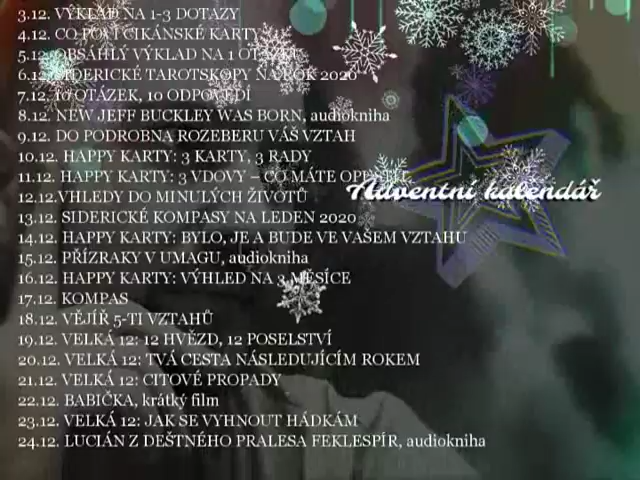 3.12. VÝKLAD NA 1-3 DOTAZY
4.12. CO POVÍ CIKÁNSKÉ KARTY
5.12. OBSÁHLÝ VÝKLAD NA 1 OTÁZKU
6.12. SIDERICKÉ TAROTSKOPY NA ROK 2020
7.12. 10 OTÁZEK, 10 ODPOVĚDÍ
8.12. NEW JEFF BUCKLEY WAS BORN, audiokniha
9.12. DO PODROBNA ROZEBERU VÁŠ VZTAH
10.12. HAPPY KARTY: 3 KARTY, 3 RADY
11.12. HAPPY KARTY: 3 VDOVY – CO MÁTE
Adventní kalendář
12.12.VHLEDY DO MINULÝCH ŽIVOTŮ
13.12. SIDERICKÉ KOMPASY NA LEDEN 2020
14.12. HAPPY KARTY: BYLO, JE A BUDE VE VAŠEM VZTAHU
15.12. PŘÍZRAKY V UMAGU, audiokniha
16.12. HAPPY KARTY: VÝHLED NA 3 MĚSÍCE
17.12. KOMPAS
18.12. VĚJÍŘ 5-TI VZTAHŮ
19.12. VELKÁ 12: 12 HVĚZD, 12 POSELSTVÍ
20.12. VELKÁ 12: TVÁ CESTA NÁSLEDUJÍCÍM ROKEM
21.12. VELKÁ 12: CITOVÉ PROPADY
22.12. BABIČKA, krátký film
23.12. VELKÁ 12: JAK SE VYHNOUT HÁDKÁM
24.12. LUCIÁN Z DEŠTNÉHO PRALESA FEKLESPÍR, audiokniha